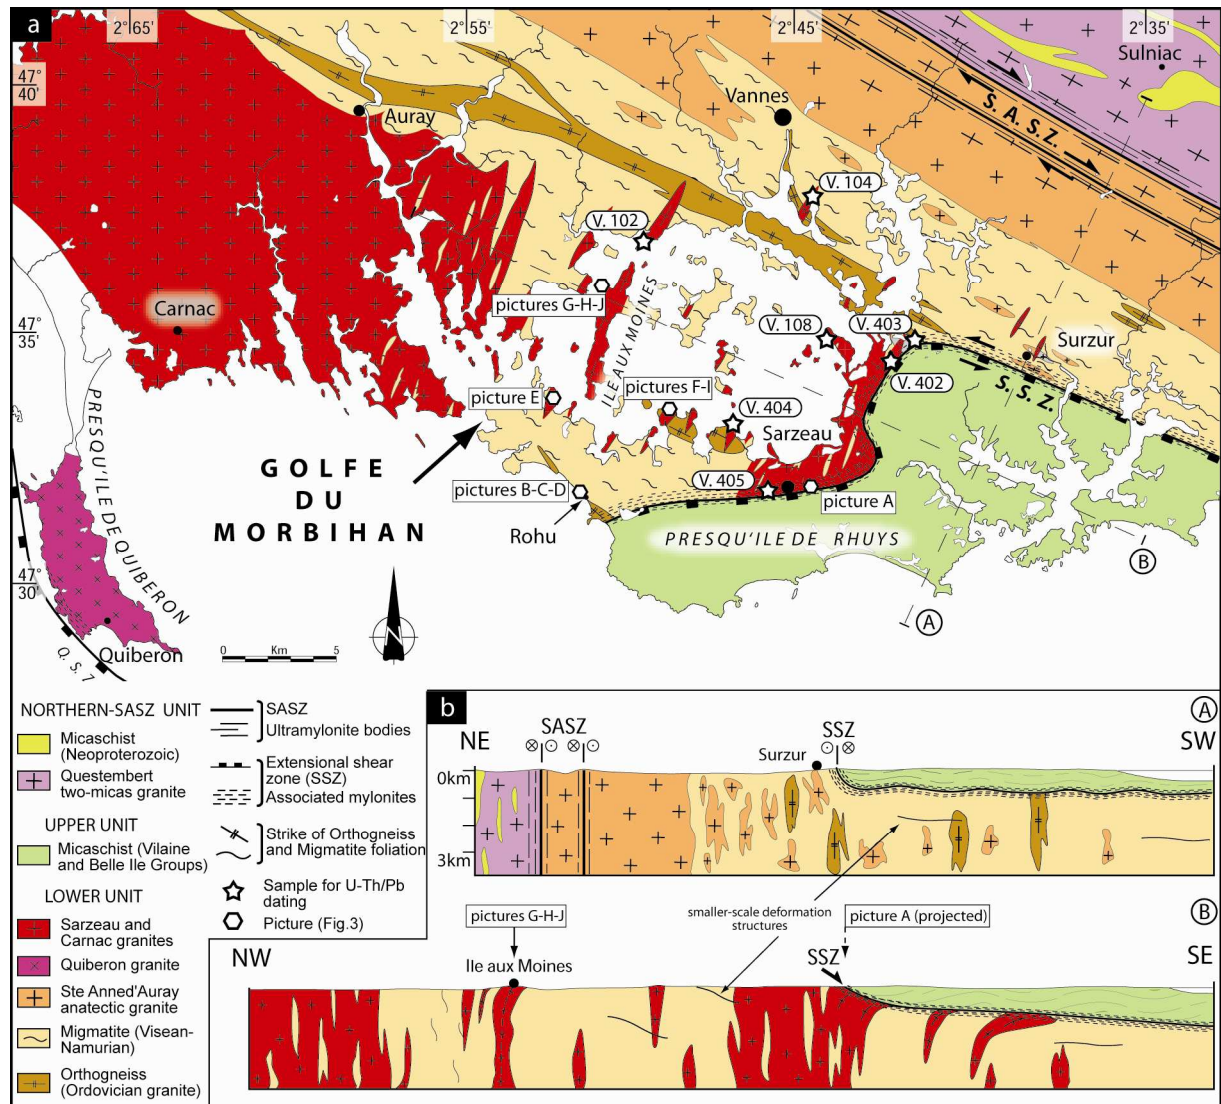 a
2°65'
2°55'
2°45'
2°35'
47°
40'
47°
35'
47°
30'
Sulniac
Vannes
Auray
S. A. S. Z.
V. 104
V. 102
pictures G-H-J
ILE AUX MOINES
Carnac
V. 108
V. 403
Surzur
V. 402
S. S. Z.
picture E
pictures F-I
V. 404
Sarzeau
GOLFE
DU
MORBIHAN
pictures B-C-D
V. 405
picture A
Rohu
PRESQU'ILE DE RHUYS
PRESQU'ILE DE QUIBERON
B
A
Quiberon
Q. S. 7
0 Km 5
NORTHERN-SASZ UNIT
Micaschist
(Neoproterozoic)
Questembert
two-micas granite
UPPER UNIT
Micaschist (Vilaine
and Belle Ile Groups)
LOWER UNIT
Sarzeau and
Carnac granites
Quiberon granite
Ste Anned'Auray
anatectic granite
Migmatite (Visean-
Namurian)
Orthogneiss
(Ordovician granite)
SASZ
Ultramylonite bodies
Extensional shear
zone (SSZ)
Associated mylonites
Strike of Orthogneiss
and Migmatite foliation
Sample for U-Th/Pb
dating
Picture (Fig.3)
b
A
NE
SASZ
SSZ
SW
Surzur
0km
3km
pictures G-H-J
smaller-scale deformation
structures
picture A (projected)
B
NW
Ile aux Moines
SSZ
SE